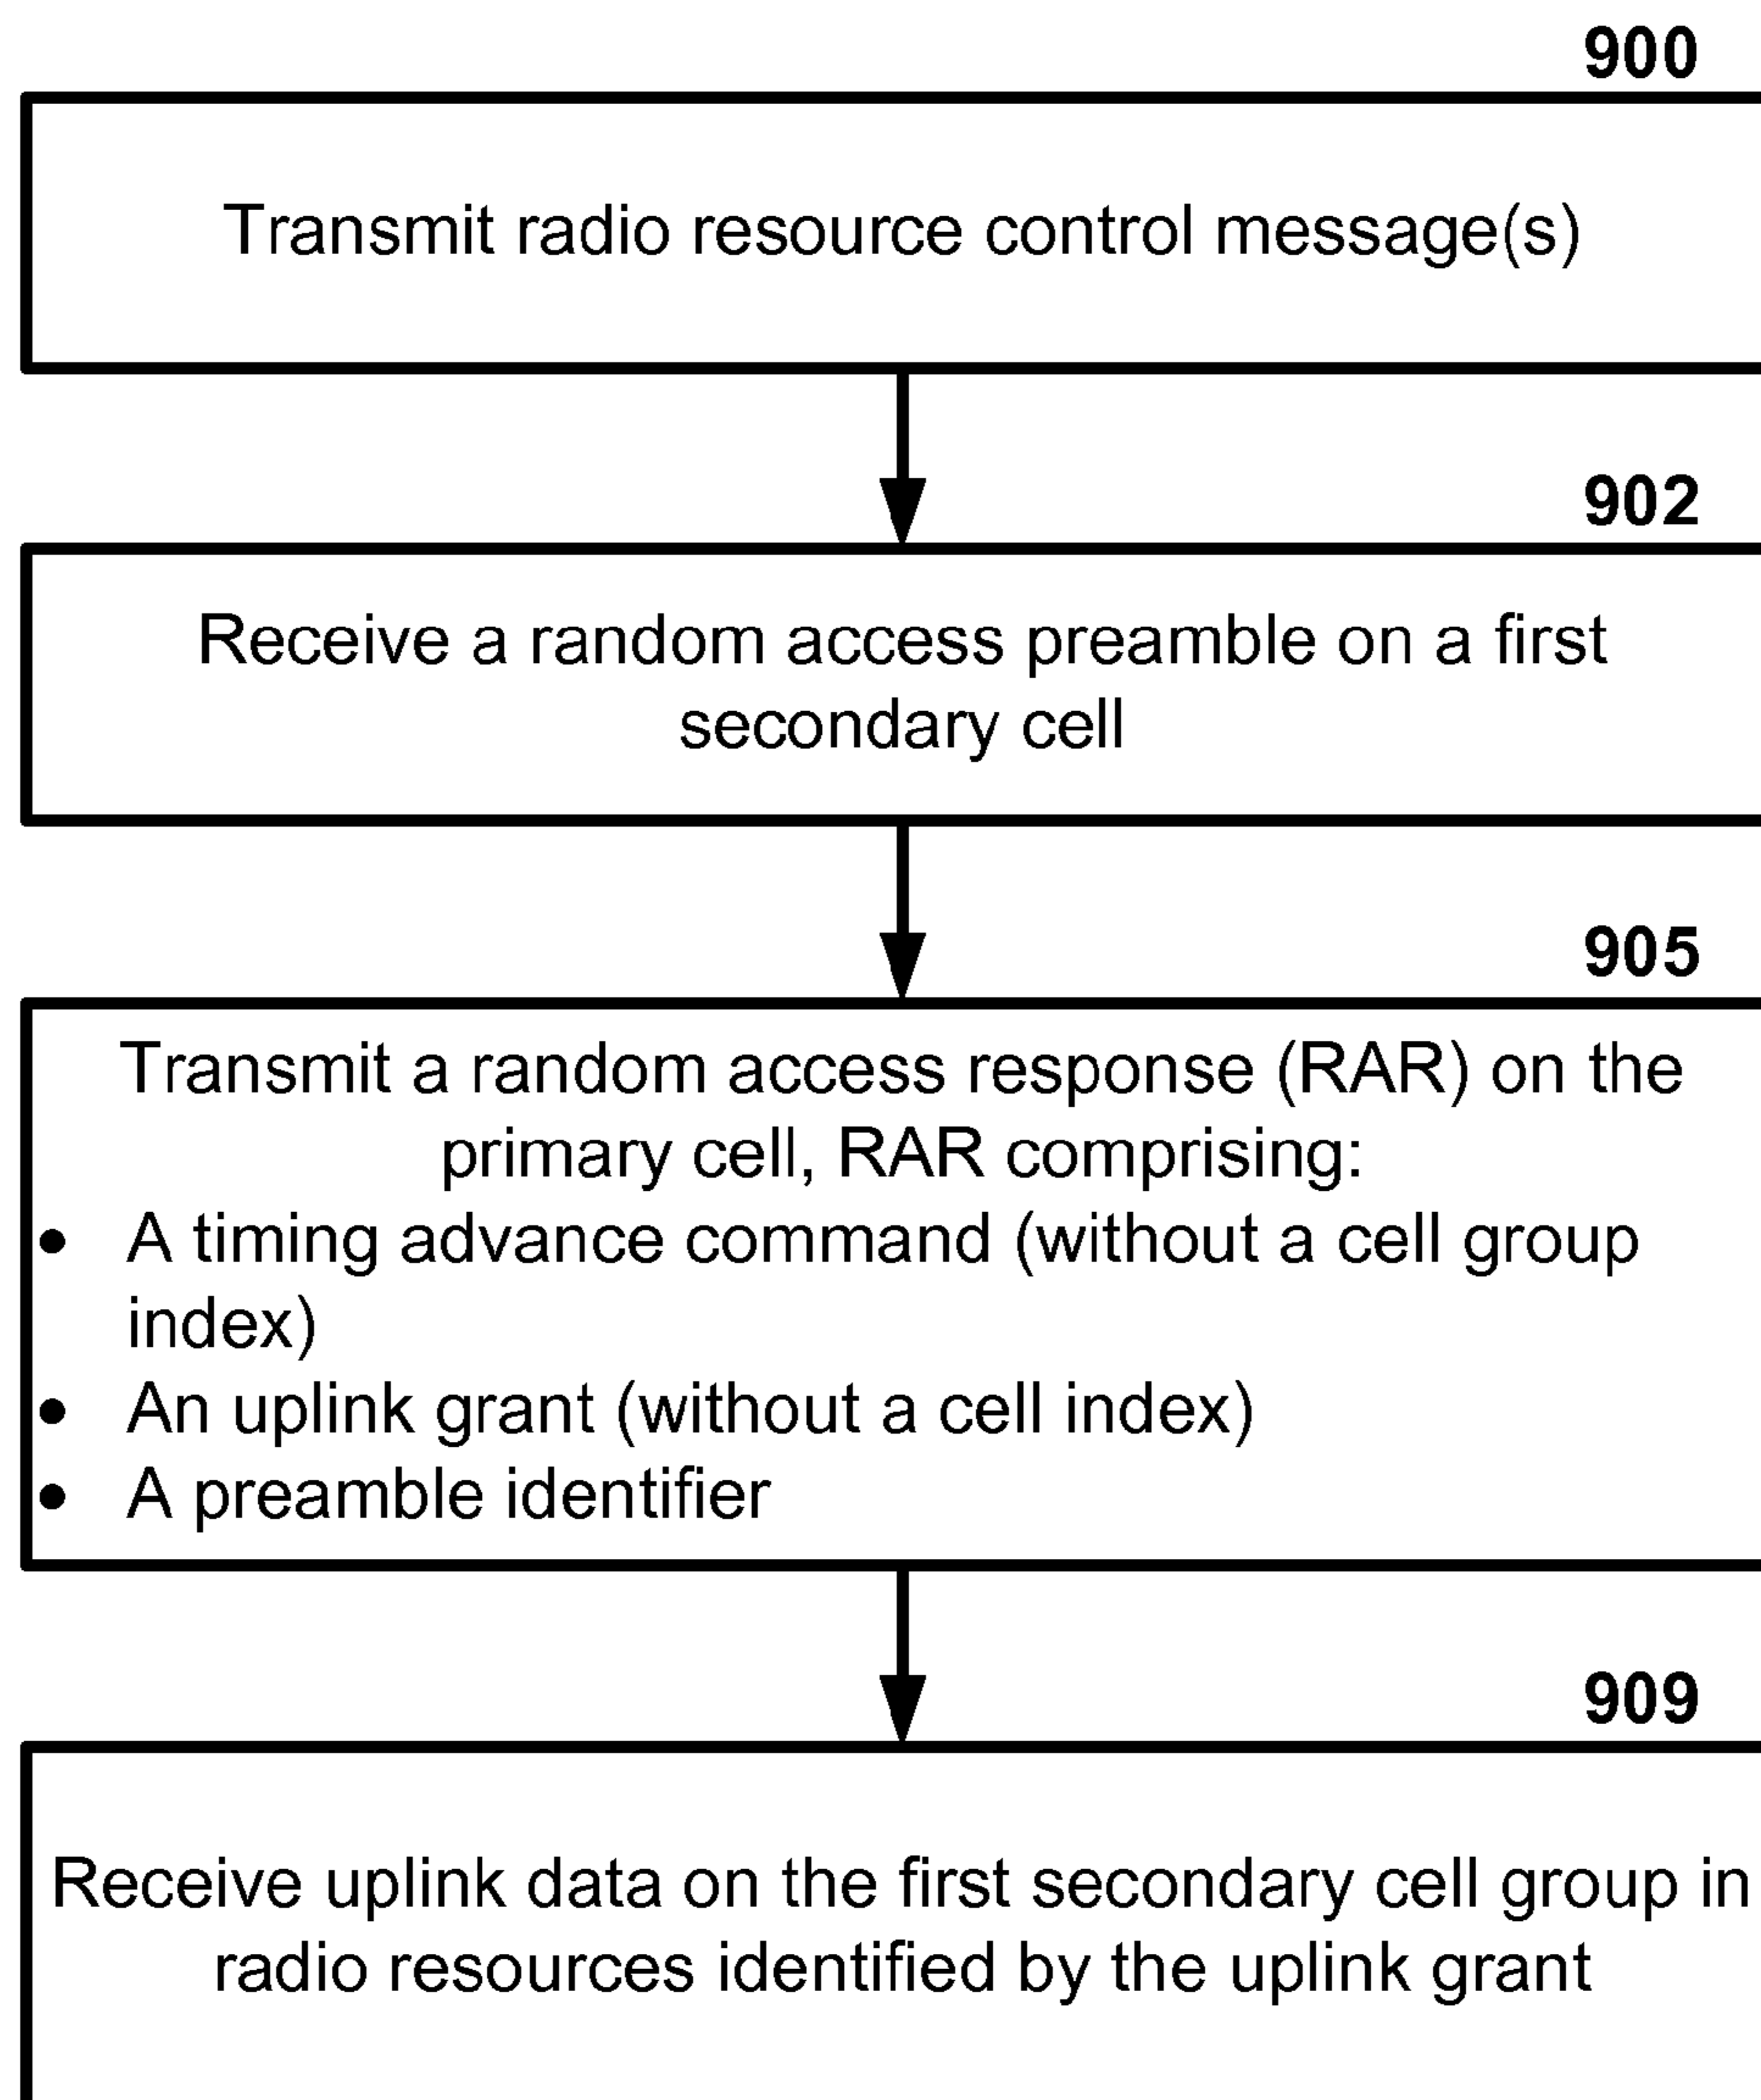 900
Transmit radio resource control message(s)
902
Receive a random access preamble on a first
secondary cell
905
Transmit a random access response (RAR) on the
primary cell, RAR comprising:
• A timing advance command (without a cell group
index)
• An uplink grant (without a cell index)
• A preamble identifier
909
Receive uplink data on the first secondary cell group in
radio resources identified by the uplink grant